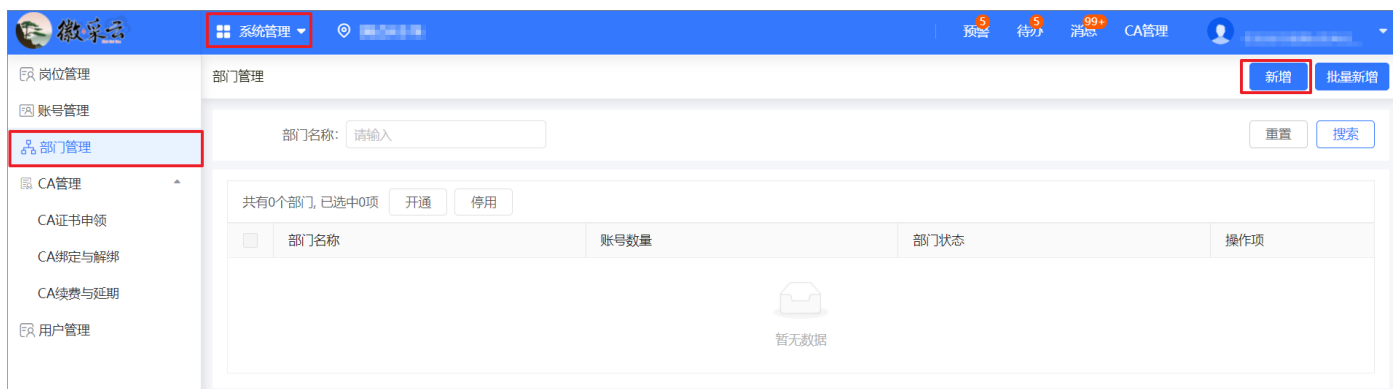 徽采云 系统管理 预警 5 待办 5 消息 99+ CA管理
岗位管理
部门管理 新增 批量新增
账号管理
部门名称: 请输入 重置 搜索
部门管理
CA管理
共有0个部门, 已选中0项 开通 停用
CA证书申领
部门名称 账号数量 部门状态 操作项
CA绑定与解绑
CA续费与延期
用户管理
暂无数据